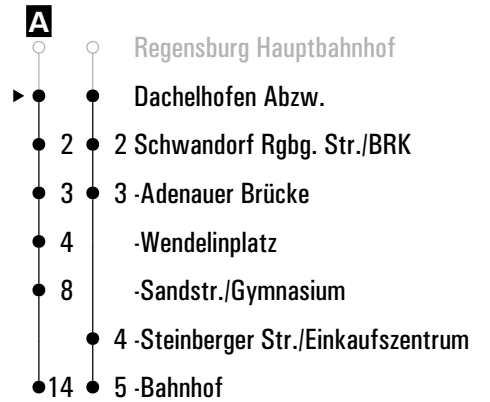 A
Regensburg Hauptbahnhof
Dachelhofen Abzw.
2 2 Schwandorf Rgbg. Str./BRK
3 3 -Adenauer Brücke
4 -Wendelinplatz
8 -Sandstr./Gymnasium
4 -Steinberger Str./Einkaufszentrum
14 5 -Bahnhof